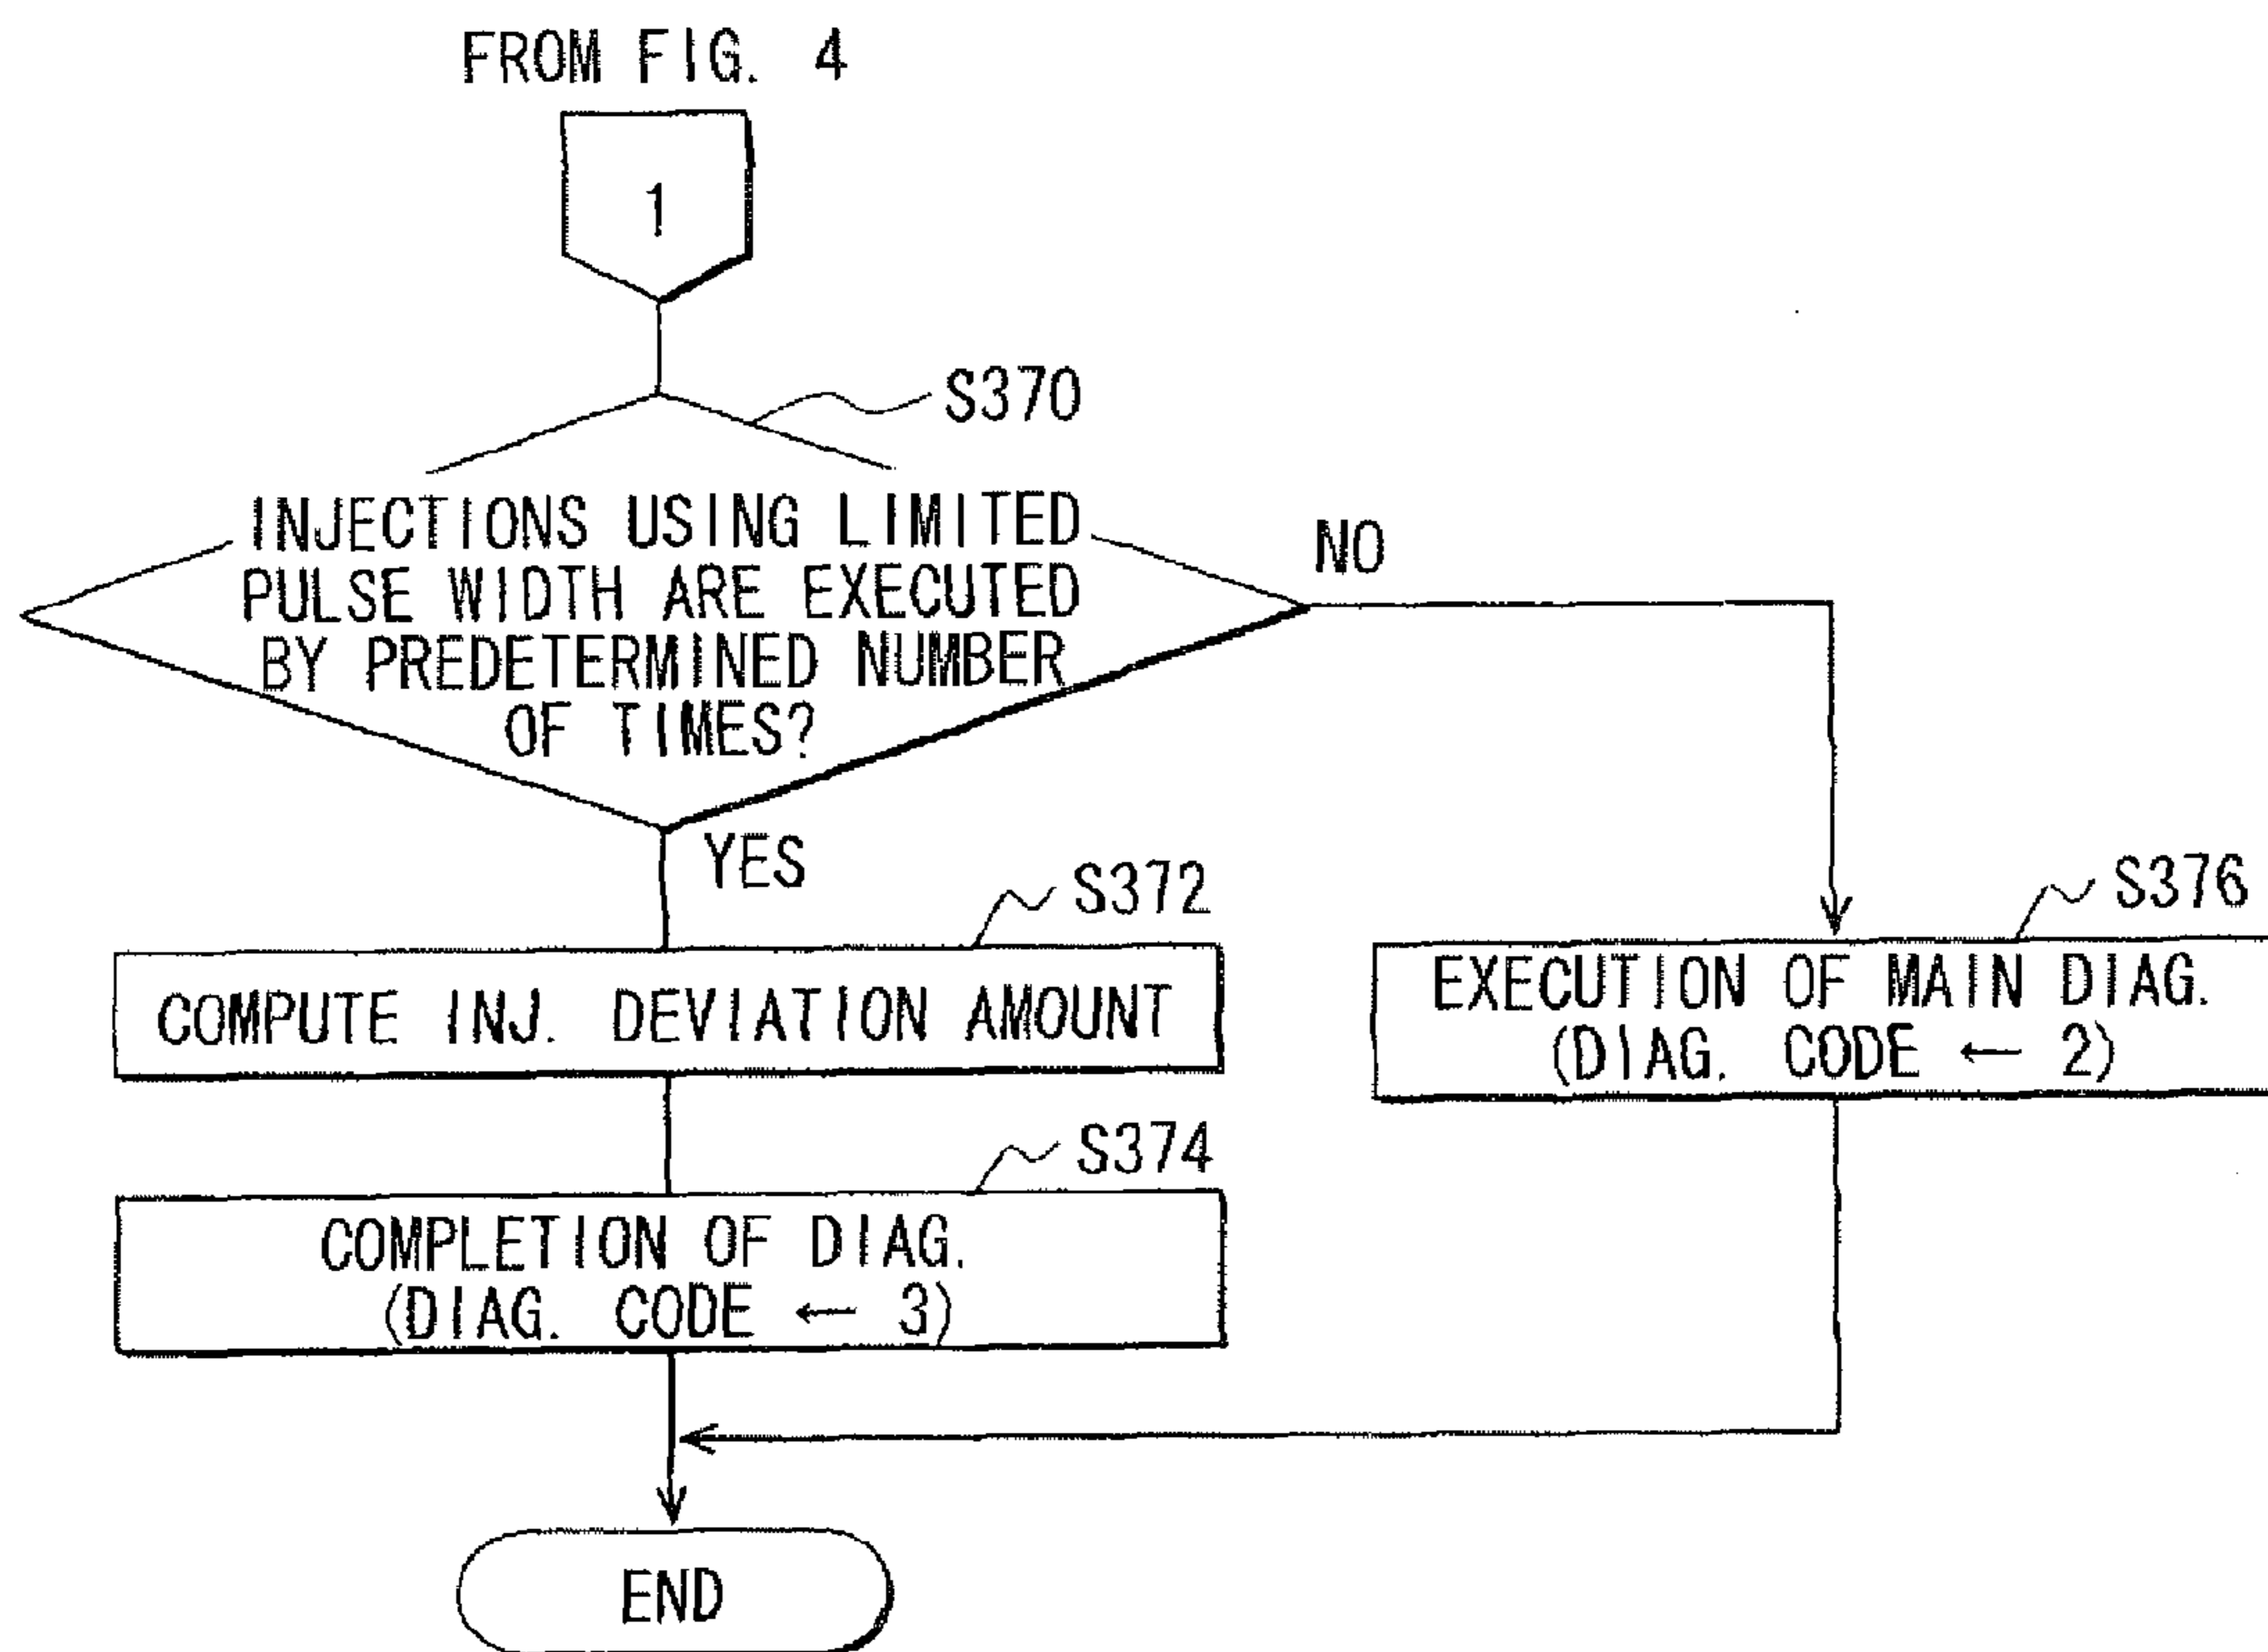 FROM FIG. 4
1
S370
INJECTIONS USING LIMITED
PULSE WIDTH ARE EXECUTED
BY PREDETERMINED NUMBER
OF TIMES?
NO
YES
S372
COMPUTE INJ. DEVIATION AMOUNT
S376
EXECUTION OF MAIN DIAG.
(DIAG. CODE ← 2)
S374
COMPLETION OF DIAG.
(DIAG. CODE ← 3)
END